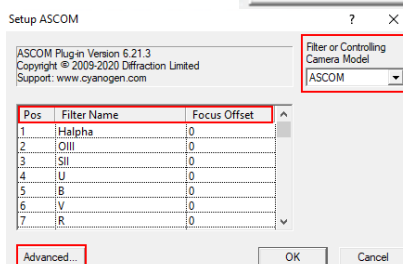 Setup ASCOM ? X
ASCOM Plug-in Version 6.21.3
Copyright © 2009-2020 Diffraction Limited
Support: www.cyanogen.com
Filter or Controlling
Camera Model
ASCOM
Pos Filter Name Focus Offset
1 Halpha 0
2 OIII 0
3 SII 0
4 U 0
5 B 0
6 V 0
7 R 0
Advanced... OK Cancel